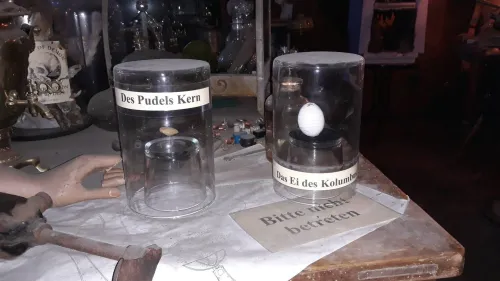 Des Pudels Kern
Das Ei des Kolumbus
Bitte nicht
betreten